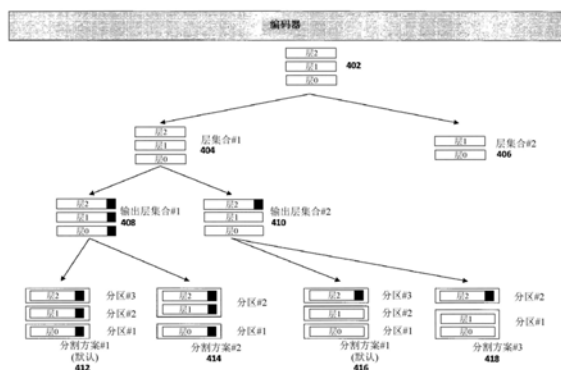 编码器
层2
层1
层0
402
层2
层1
层0
层集合#1
404
层1
层0
层集合#2
406
层2
层1
层0
输出层集合#1
408
层2
层1
层0
输出层集合#2
410
层2
层1
层0
分区#3
分区#2
分区#1
分割方案#1
(默认)
412
层2
层1
层0
分区#2
分区#1
分割方案#2
414
层2
层1
层0
分区#3
分区#2
分区#1
分割方案#1
(默认)
416
层2
层1
层0
分区#2
分区#1
分割方案#3
418